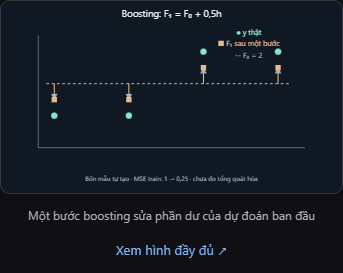 Boosting: F₁ = F₀ + 0,5h
y thật
F₁ sau một bước
F₀ = 2
Bốn mẫu tự tạo · MSE train: 1 → 0,25 · chưa đo tổng quát hóa
Một bước boosting sửa phần dư của dự đoán ban đầu
Xem hình đầy đủ ↗